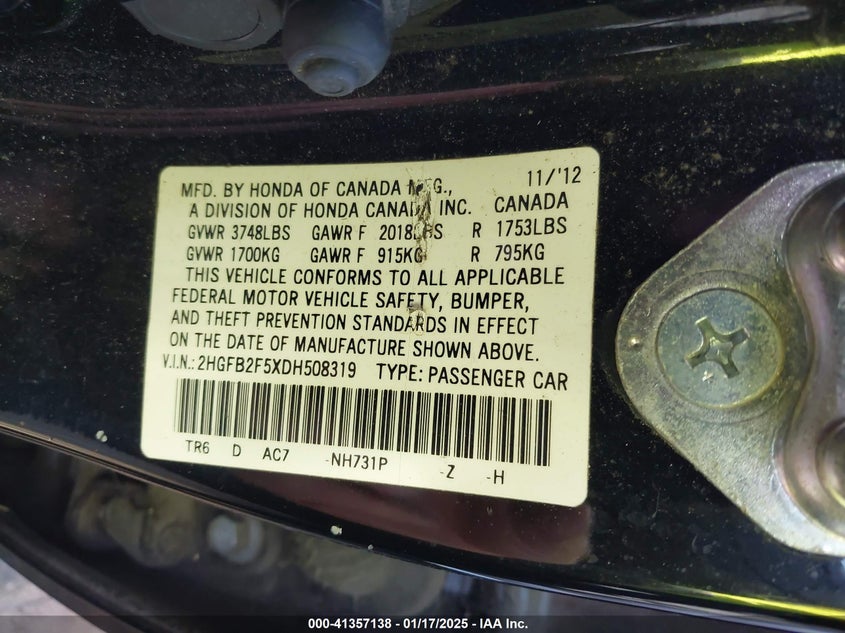 MFD. BY HONDA OF CANADA MFG., 11/'12
A DIVISION OF HONDA CANADA INC. CANADA
GVWR 3748LBS GAWR F 2018LBS R 1753LBS
GVWR 1700KG GAWR F 915KG R 795KG
THIS VEHICLE CONFORMS TO ALL APPLICABLE
FEDERAL MOTOR VEHICLE SAFETY, BUMPER,
AND THEFT PREVENTION STANDARDS IN EFFECT
ON THE DATE OF MANUFACTURE SHOWN ABOVE.
V.I.N.: 2HGFB2F5XDH508319 TYPE: PASSENGER CAR
TR6 D AC7 -NH731P -Z -H
000-41357138 - 01/17/2025 - IAA Inc.